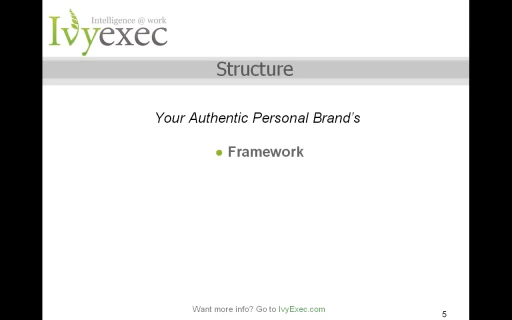 Intelligence @ work
Ivyexec
Structure
Your Authentic Personal Brand's
● Framework
Want more info? Go to IvyExec.com
5